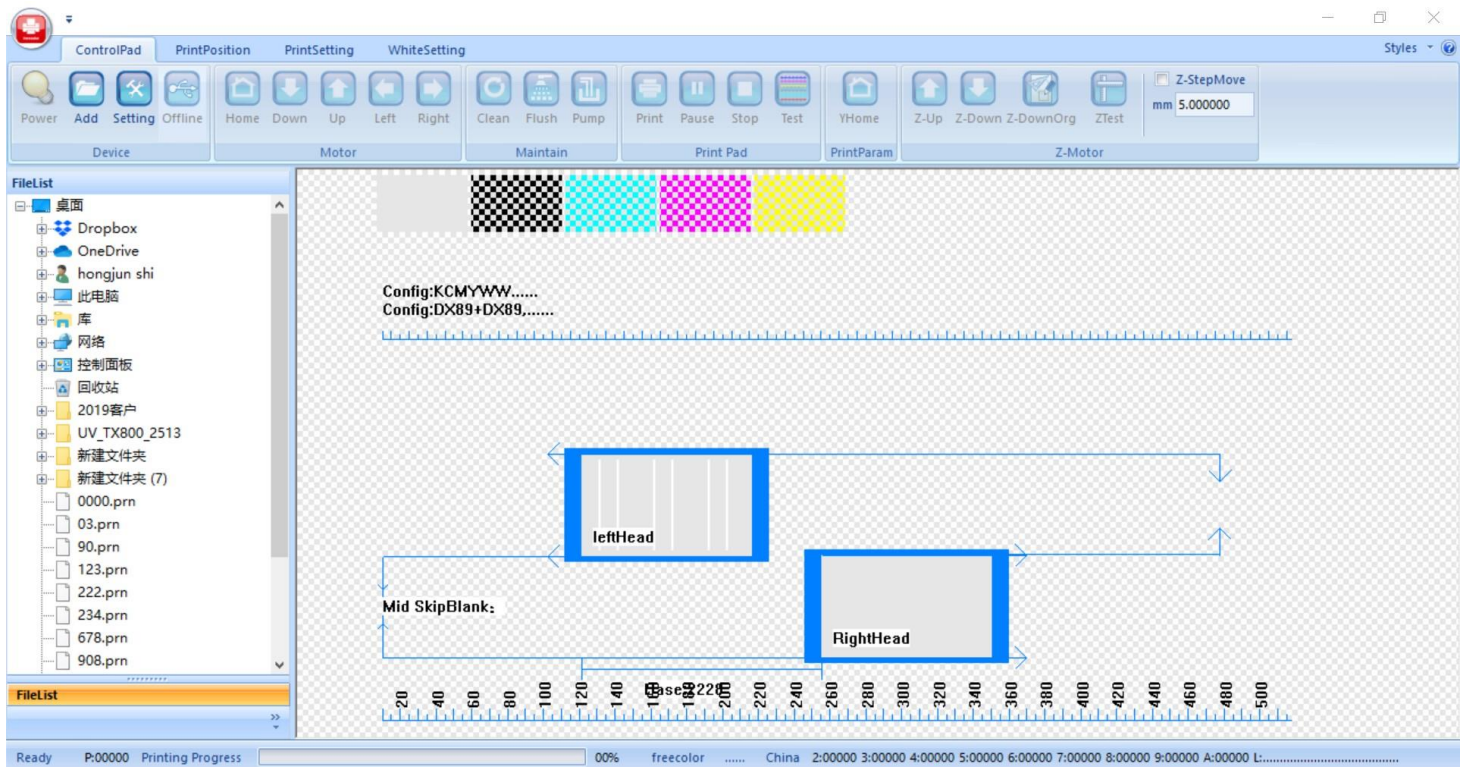 ControlPad PrintPosition PrintSetting WhiteSetting Styles
Power Add Setting Offline Home Down Up Left Right Clean Flush Pump Print Pause Stop Test YHome Z-Up Z-Down Z-DownOrg ZTest
Z-StepMove
mm 5.000000
Device Motor Maintain Print Pad PrintParam Z-Motor
FileList
桌面
Dropbox
OneDrive
hongjun shi
此电脑
库
网络
控制面板
回收站
2019客户
UV_TX800_2513
新建文件夹
新建文件夹 (7)
0000.prn
03.prn
90.prn
123.prn
222.prn
234.prn
678.prn
908.prn
FileList
Config:KCMYWW......
Config:DX89+DX89,......
leftHead
Mid SkipBlank:
RightHead
20 40 60 80 100 120 140 160 180 200 220 240 260 280 300 320 340 360 380 400 420 440 460 480 500
Ready P:00000 Printing Progress 00% freecolor ...... China 2:00000 3:00000 4:00000 5:00000 6:00000 7:00000 8:00000 9:00000 A:00000 L:.......................................